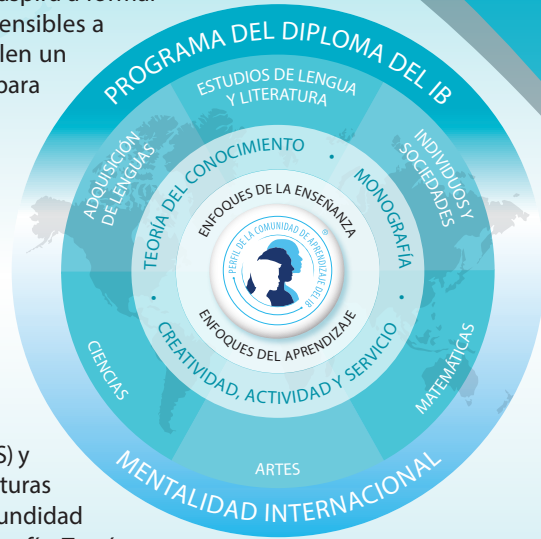 ensibles a
len un
para
PROGRAMA DEL DIPLOMA DEL IB
ESTUDIOS DE LENGUA
Y LITERATURA
ADQUISICIÓN
DE LENGUAS
INDIVIDUOS Y
SOCIEDADES
TEORÍA DEL CONOCIMIENTO
MONOGRAFÍA
ENFOQUES DE LA ENSEÑANZA
PERFIL DE LA COMUNIDAD DE APRENDIZAJE DEL IB
®
ENFOQUES DEL APRENDIZAJE
CREATIVIDAD, ACTIVIDAD Y SERVICIO
CIENCIAS
MATEMÁTICAS
ARTES
MENTALIDAD INTERNACIONAL
S) y
turas
undidad